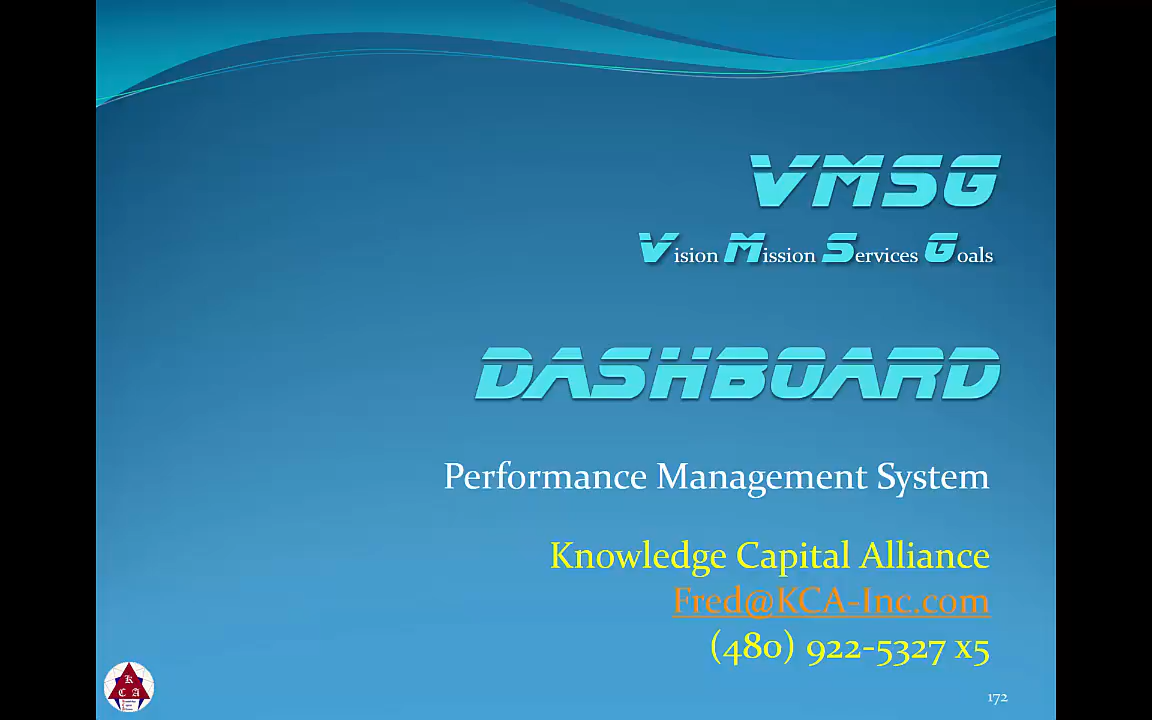 VMSG
Vision Mission Services Goals
DASHBOARD
Performance Management System
Knowledge Capital Alliance
Fred@KCA-Inc.com
(480) 922-5327 x5
K
C A
172